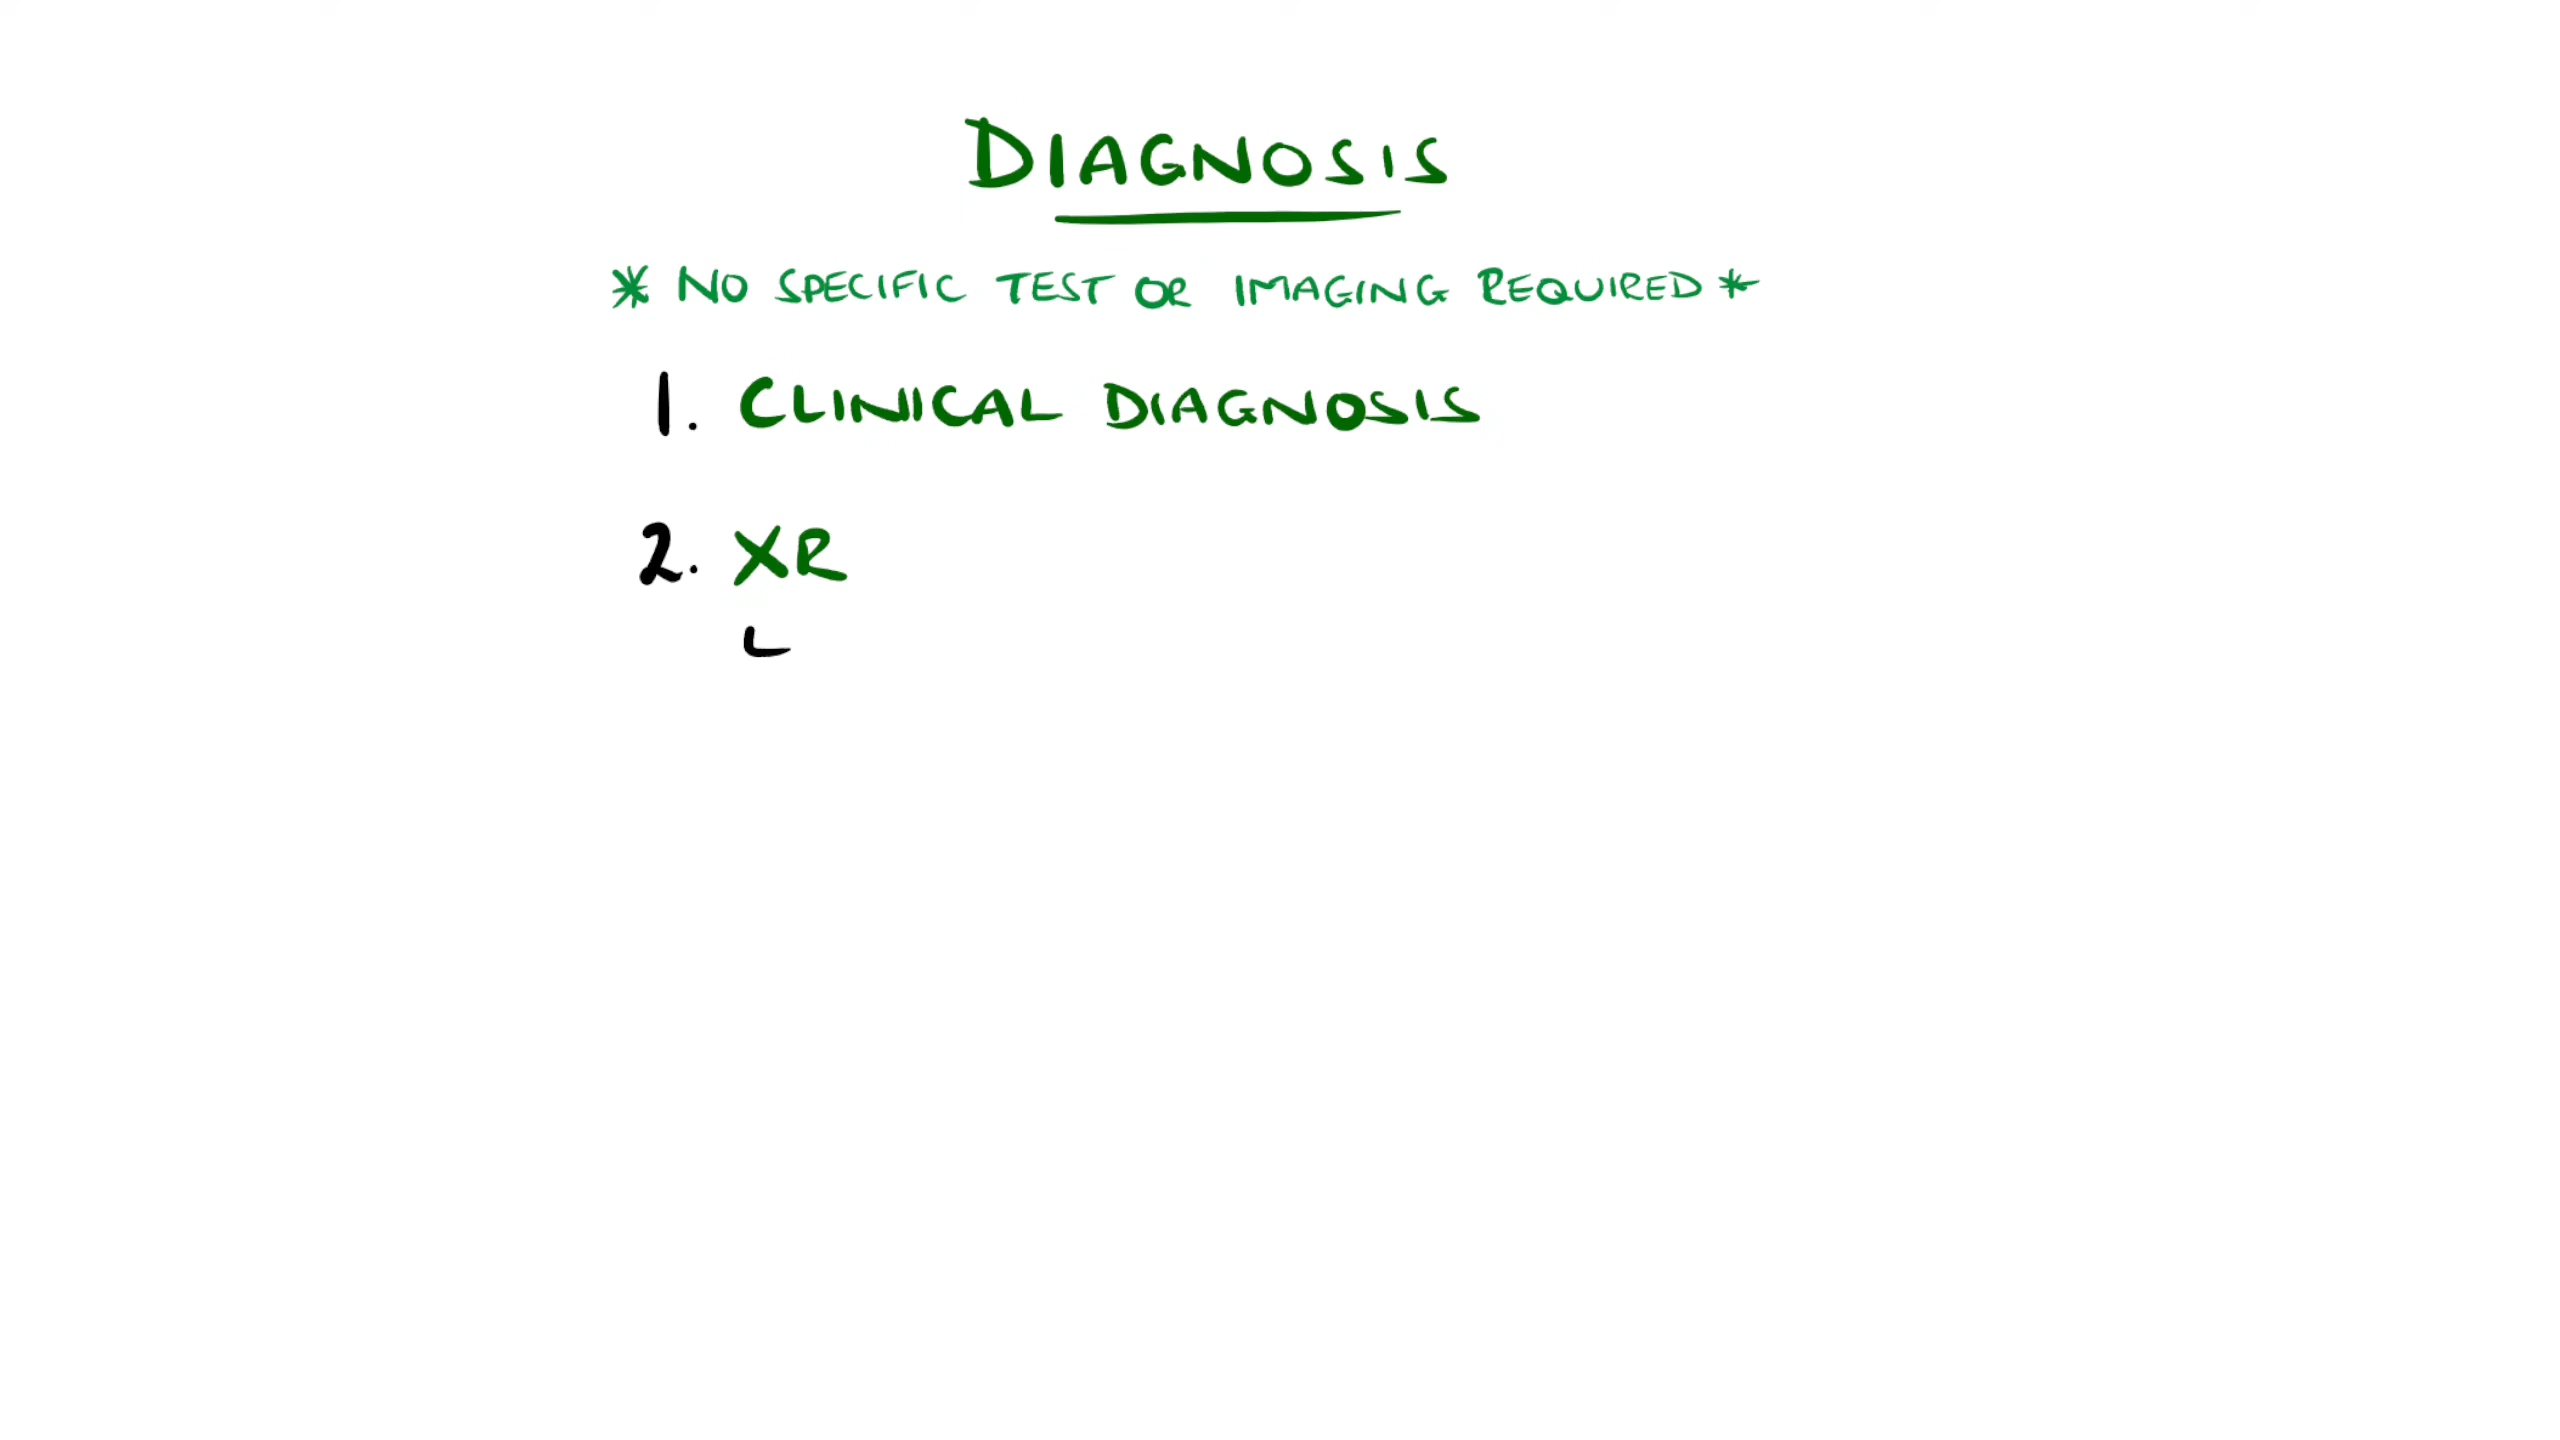 DIAGNOSIS
* NO SPECIFIC TEST OR IMAGING REQUIRED *
1. CLINICAL DIAGNOSIS
2. XR
L